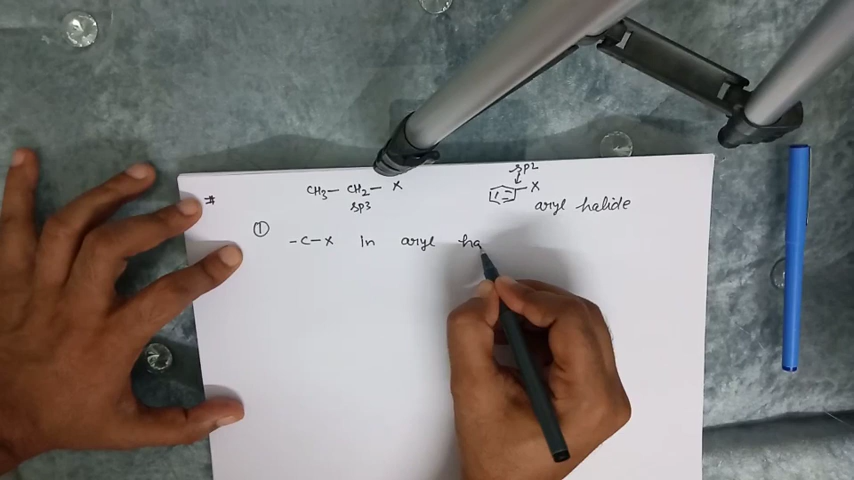 sp2
# CH3- CH2- X -X
sp3 aryl halide
① -C-X In aryl ha